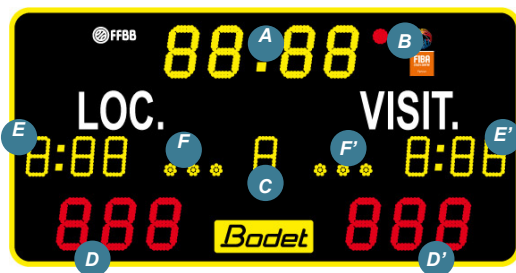 FFBB 88:88 A B
FIBA
LOC. VISIT.
E F F' E'
8:88 8 8:88
C
888 Bodet 888
D D'